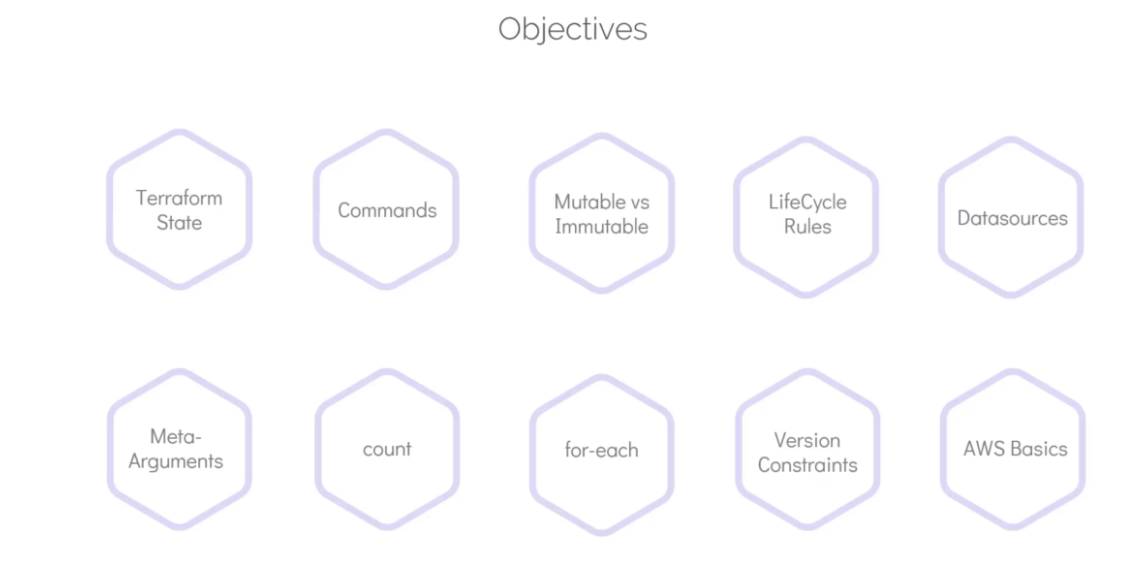 Objectives
Terraform
State
Commands
Mutable vs
Immutable
LifeCycle
Rules
Datasources
Meta-
Arguments
count
for-each
Version
Constraints
AWS Basics